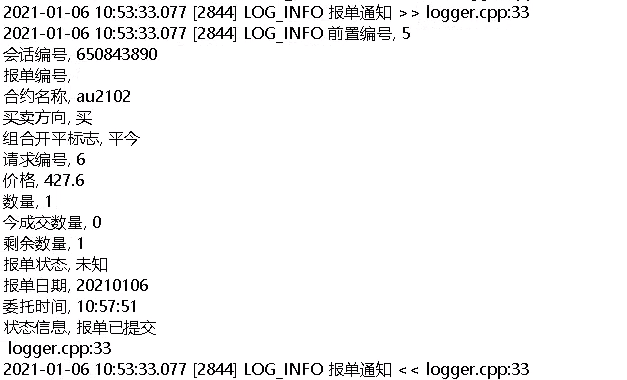 2021-01-06 10:53:33.077 [2844] LOG_INFO 报单通知 >> logger.cpp:33
2021-01-06 10:53:33.077 [2844] LOG_INFO 前置编号, 5
会话编号, 650843890
报单编号,
合约名称, au2102
买卖方向, 买
组合开平标志, 平今
请求编号, 6
价格, 427.6
数量, 1
今成交数量, 0
剩余数量, 1
报单状态, 未知
报单日期, 20210106
委托时间, 10:57:51
状态信息, 报单已提交
logger.cpp:33
2021-01-06 10:53:33.077 [2844] LOG_INFO 报单通知 << logger.cpp:33